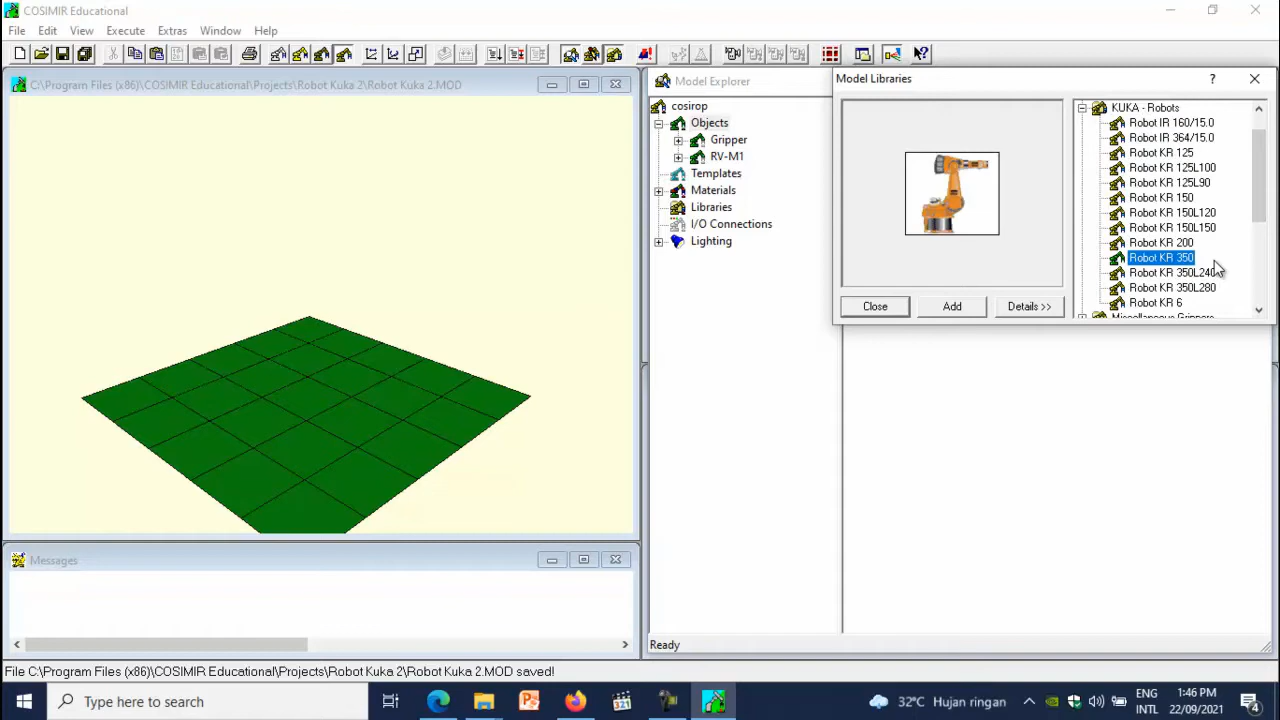 COSIMIR Educational
File Edit View Execute Extras Window Help
C:\Program Files (x86)\COSIMIR Educational\Projects\Robot Kuka 2\Robot Kuka 2.MOD
Messages
Model Explorer
cosirop
Objects
Gripper
RV-M1
Templates
Materials
Libraries
I/O Connections
Lighting
Ready
Model Libraries
KUKA - Robots
Robot IR 160/15.0
Robot IR 364/15.0
Robot KR 125
Robot KR 125L100
Robot KR 125L90
Robot KR 150
Robot KR 150L120
Robot KR 150L150
Robot KR 200
Robot KR 350
Robot KR 350L240
Robot KR 350L280
Robot KR 6
Miscellaneous Grippers
Close Add Details >>
File C:\Program Files (x86)\COSIMIR Educational\Projects\Robot Kuka 2\Robot Kuka 2.MOD saved!
Type here to search
32°C Hujan ringan
ENG
INTL
1:46 PM
22/09/2021
4